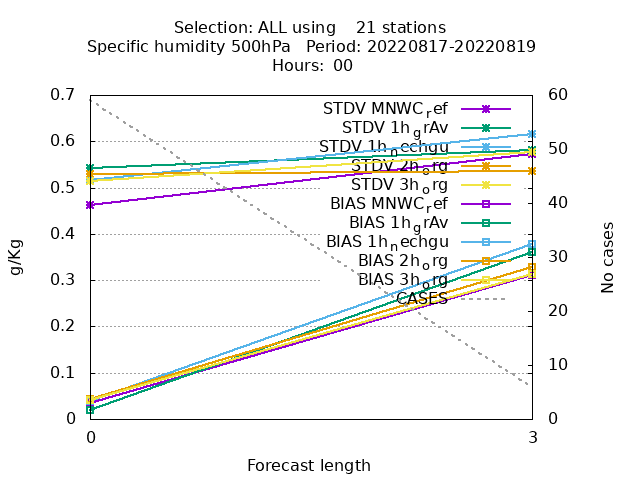 Selection: ALL using    21 stations
Specific humidity 500hPa   Period: 20220817-20220819
Hours:  00
0.7
0.6
0.5
0.4
0.3
0.2
0.1
0
60
50
40
30
20
10
0
g/Kg
No cases
STDV MNWC_ref
STDV 1h_grAv
STDV 1h_nechgu
STDV 2h_org
STDV 3h_org
BIAS MNWC_ref
BIAS 1h_grAv
BIAS 1h_nechgu
BIAS 2h_org
BIAS 3h_org
CASES
0
3
Forecast length